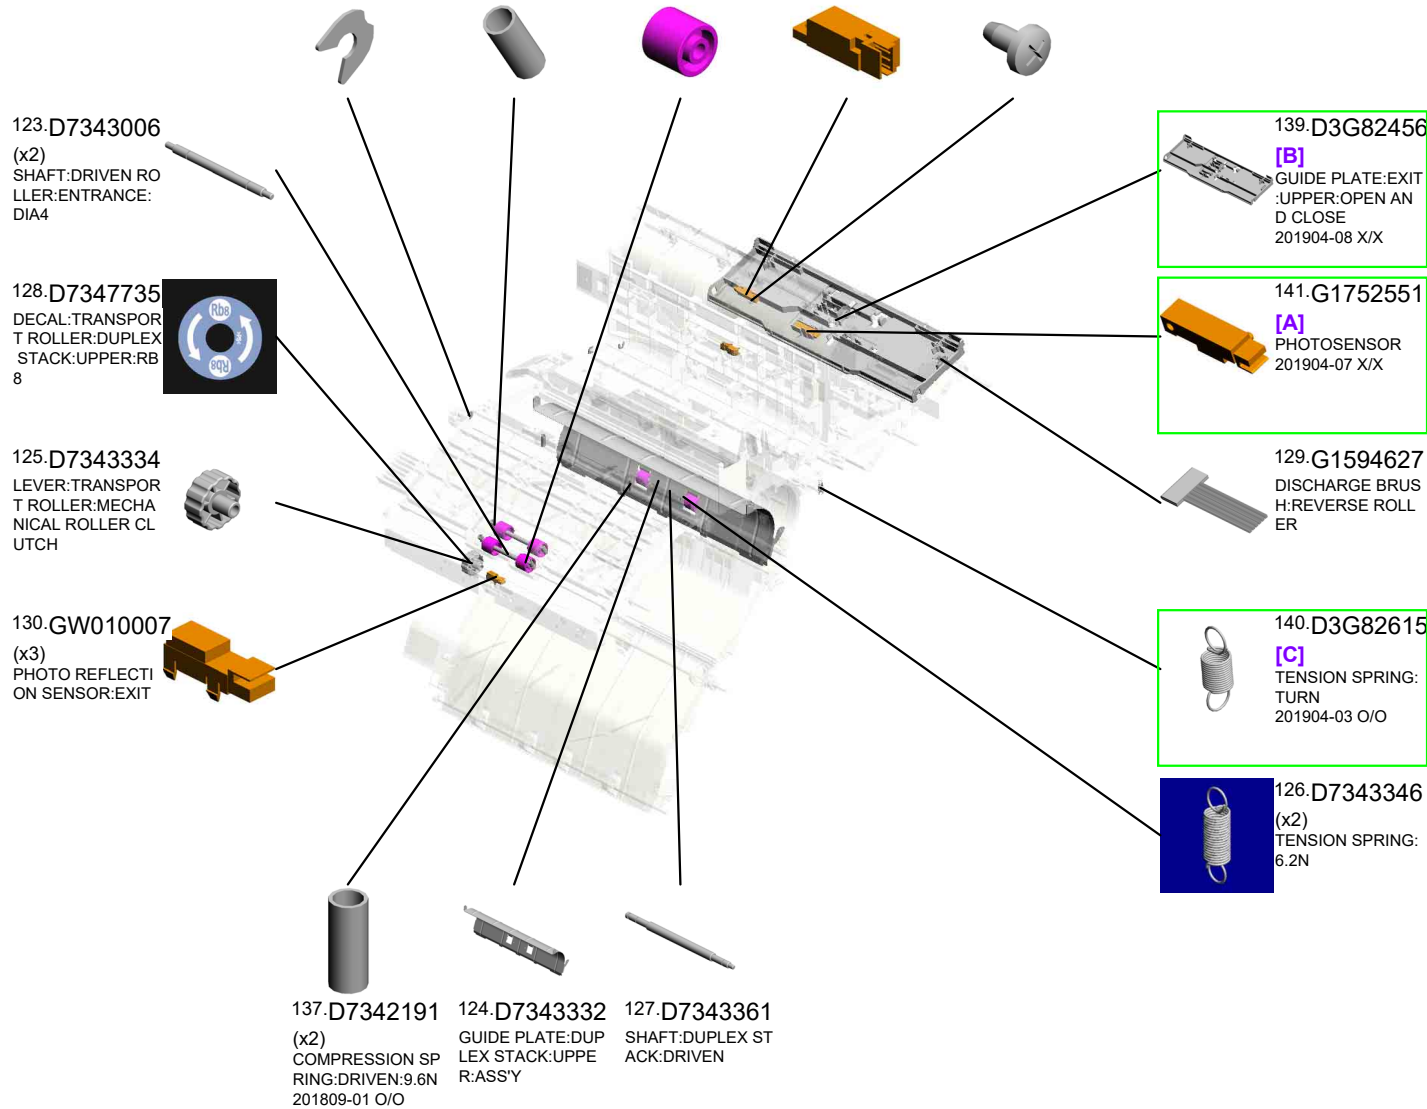 123.D7343006
(x2)
SHAFT:DRIVEN RO
LLER:ENTRANCE:
DIA4
128.D7347735
DECAL:TRANSPOR
T ROLLER:DUPLEX
STACK:UPPER:RB
8
Rb8
Rb8
125.D7343334
LEVER:TRANSPOR
T ROLLER:MECHA
NICAL ROLLER CL
UTCH
130.GW010007
(x3)
PHOTO REFLECTI
ON SENSOR:EXIT
139.D3G82456
[B]
GUIDE PLATE:EXIT
:UPPER:OPEN AN
D CLOSE
201904-08 X/X
141.G1752551
[A]
PHOTOSENSOR
201904-07 X/X
129.G1594627
DISCHARGE BRUS
H:REVERSE ROLL
ER
140.D3G82615
[C]
TENSION SPRING:
TURN
201904-03 O/O
126.D7343346
(x2)
TENSION SPRING:
6.2N
137.D7342191
(x2)
COMPRESSION SP
RING:DRIVEN:9.6N
201809-01 O/O
124.D7343332
GUIDE PLATE:DUP
LEX STACK:UPPE
R:ASS'Y
127.D7343361
SHAFT:DUPLEX ST
ACK:DRIVEN